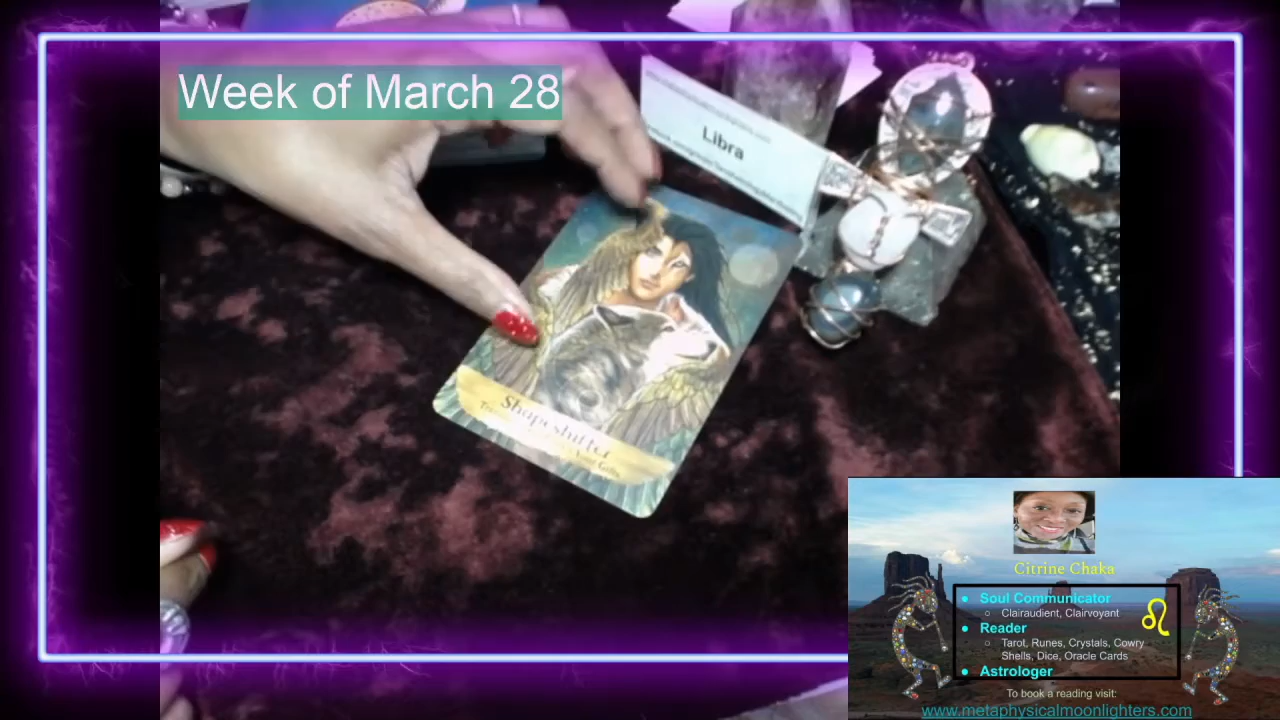 Week of March 28
Libra
Shapeshifter
Citrine Chaka
● Soul Communicator
○ Clairaudient, Clairvoyant
● Reader
○ Tarot, Runes, Crystals, Cowry
Shells, Dice, Oracle Cards
● Astrologer
To book a reading visit:
www.metaphysicalmoonlighters.com